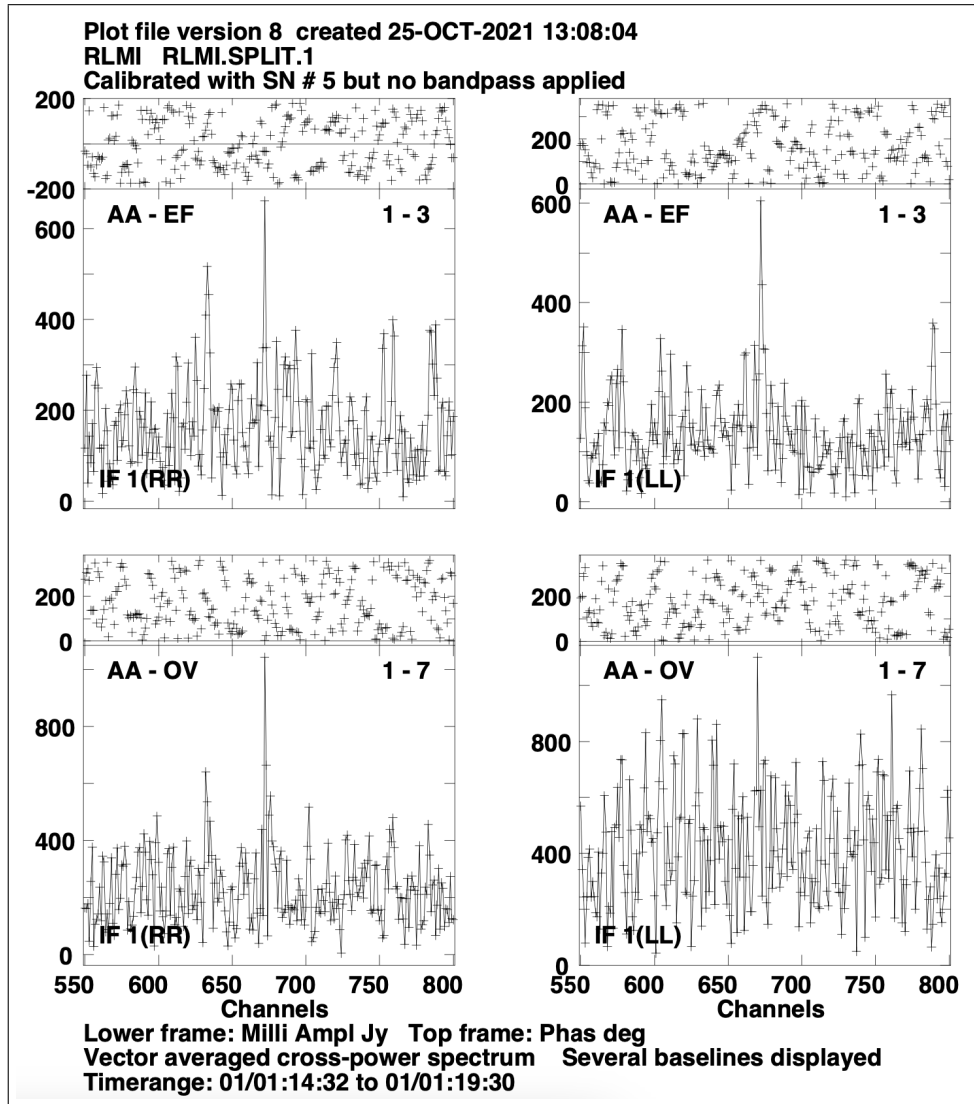 Plot file version 8 created 25-OCT-2021 13:08:04
RLMI RLMI.SPLIT.1
Calibrated with SN # 5 but no bandpass applied
200
-200
200
0
AA - EF 1 - 3
600
400
200
0
IF 1(RR)
AA - EF 1 - 3
600
400
200
0
IF 1(LL)
200
0
200
0
AA - OV 1 - 7
800
400
0
IF 1(RR)
AA - OV 1 - 7
800
400
0
IF 1(LL)
550 600 650 700 750 800
Channels
550 600 650 700 750 800
Channels
Lower frame: Milli Ampl Jy Top frame: Phas deg
Vector averaged cross-power spectrum Several baselines displayed
Timerange: 01/01:14:32 to 01/01:19:30